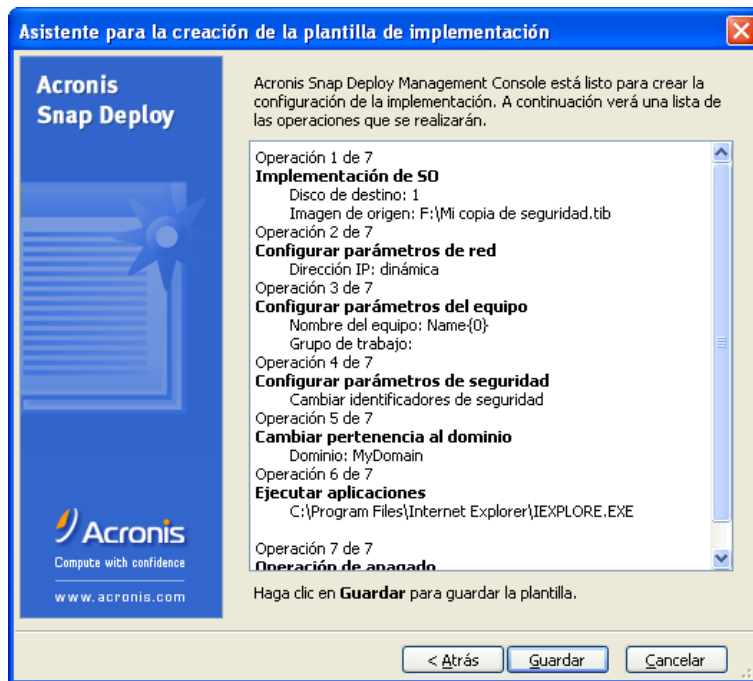 Asistente para la creación de la plantilla de implementación
Acronis
Snap Deploy
Acronis Snap Deploy Management Console está listo para crear la
configuración de la implementación. A continuación verá una lista de
las operaciones que se realizarán.
Operación 1 de 7
Implementación de SO
Disco de destino: 1
Imagen de origen: F:\Mi copia de seguridad.tib
Operación 2 de 7
Configurar parámetros de red
Dirección IP: dinámica
Operación 3 de 7
Configurar parámetros del equipo
Nombre del equipo: Name{0}
Grupo de trabajo:
Operación 4 de 7
Configurar parámetros de seguridad
Cambiar identificadores de seguridad
Operación 5 de 7
Cambiar pertenencia al dominio
Dominio: MyDomain
Operación 6 de 7
Ejecutar aplicaciones
C:\Program Files\Internet Explorer\IEXPLORE.EXE
Operación 7 de 7
Operación de apagado
Acronis
Compute with confidence
www.acronis.com
Haga clic en Guardar para guardar la plantilla.
< Atrás
Guardar
Cancelar